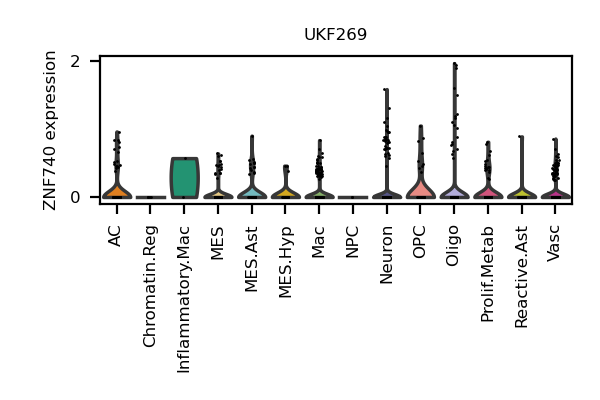 UKF269
ZNF740 expression
2
0
AC
Chromatin.Reg
Inflammatory.Mac
MES
MES.Ast
MES.Hyp
Mac
NPC
Neuron
OPC
Oligo
Prolif.Metab
Reactive.Ast
Vasc